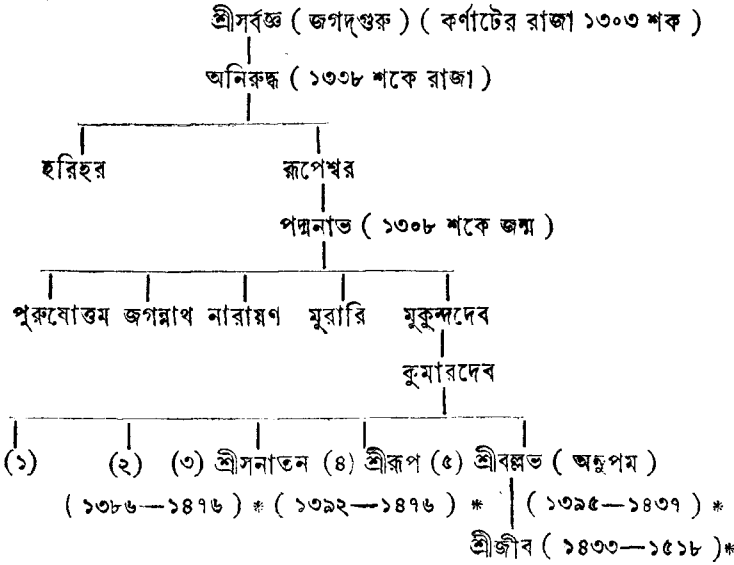 শ্রীসর্বজ্ঞ ( জগদ্‌গুরু ) ( কর্ণাটের রাজা ১৩০৩ শক )
অনিরুদ্ধ ( ১৩৩৮ শকে রাজা )
হরিহর রূপেশ্বর
পদ্মনাভ ( ১৩০৮ শকে জন্ম )
পুরুষোত্তম জগন্নাথ নারায়ণ মুরারি মুকুন্দদেব
কুমারদেব
(১) (২) (৩) শ্রীসনাতন (৪) শ্রীরূপ (৫) শ্রীবল্লভ ( অনুপম )
( ১৩৮৬—১৪৭৬ ) * ( ১৩৯২—১৪৭৬ ) * ( ১৩৯৫—১৪৩৭ ) *
শ্রীজীব ( ১৪৩৩—১৫১৮ ) *